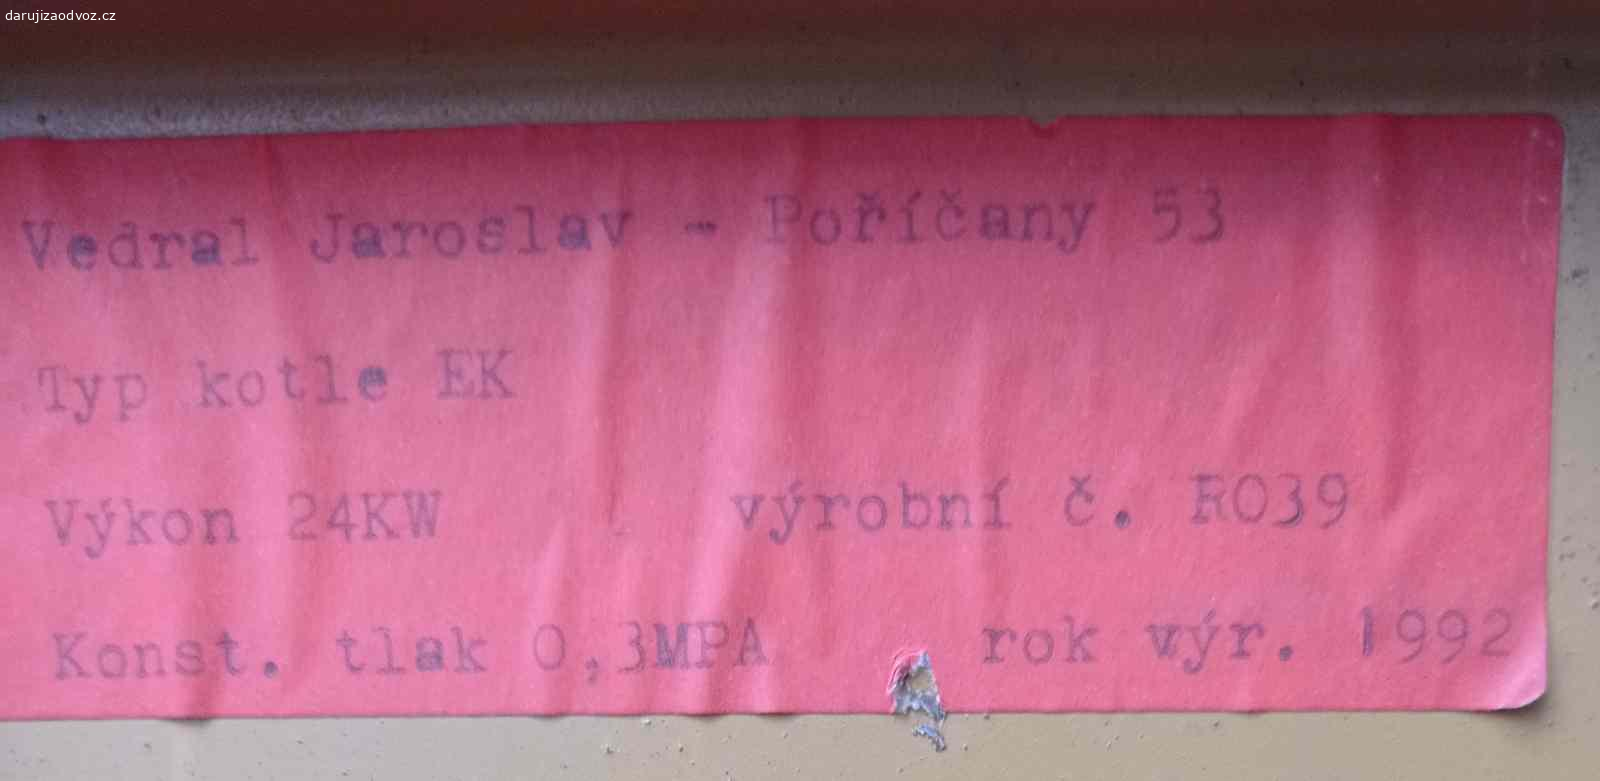 darujizaodvoz.cz
Vedral Jaroslav - Poříčany 53
Typ kotle EK
Výkon 24KW výrobní č. R039
Konst. tlak 0,3MPA rok výr. 1992